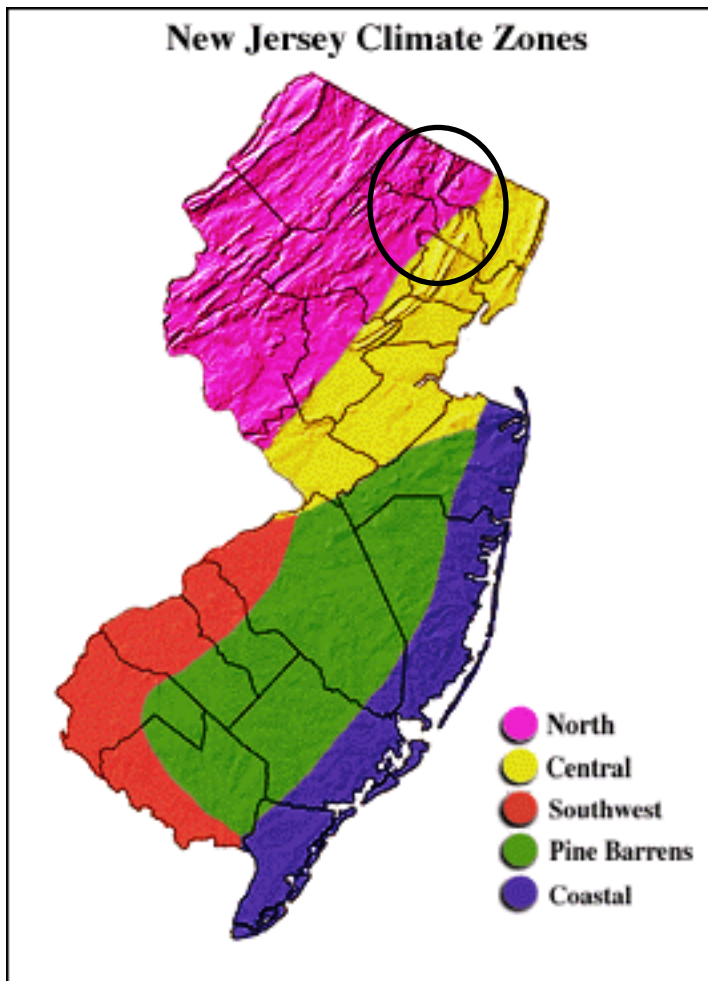 New Jersey Climate Zones
North
Central
Southwest
Pine Barrens
Coastal